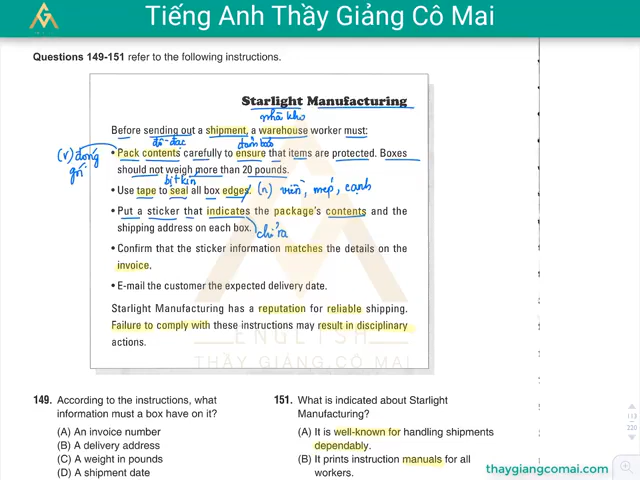 Tiếng Anh Thầy Giảng Cô Mai
Questions 149-151 refer to the following instructions.
Starlight Manufacturing
nhà kho
Before sending out a shipment, a warehouse worker must:
đồ đạc
đảm bảo
(v) đóng gói
• Pack contents carefully to ensure that items are protected. Boxes
should not weigh more than 20 pounds.
bịt kín
• Use tape to seal all box edges. (n) viền, mép, cạnh
• Put a sticker that indicates the package's contents and the
shipping address on each box.
chỉ ra
• Confirm that the sticker information matches the details on the
invoice.
• E-mail the customer the expected delivery date.
Starlight Manufacturing has a reputation for reliable shipping.
Failure to comply with these instructions may result in disciplinary
actions.
ENGLISH
THẦY GIẢNG CÔ MAI
149. According to the instructions, what
information must a box have on it?
(A) An invoice number
(B) A delivery address
(C) A weight in pounds
(D) A shipment date
151. What is indicated about Starlight
Manufacturing?
(A) It is well-known for handling shipments
dependably.
(B) It prints instruction manuals for all
workers.
113
220
thaygiangcomai.com